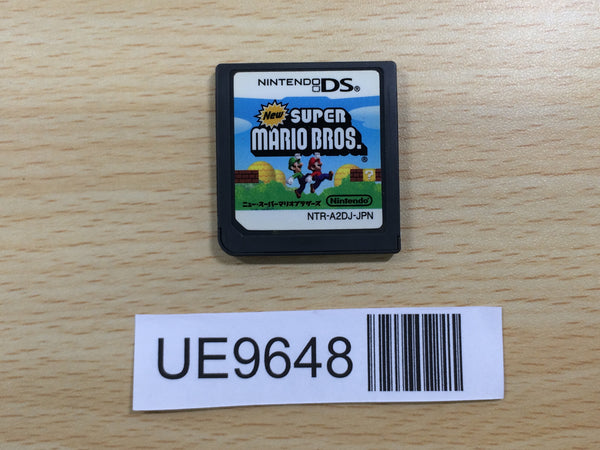 NINTENDO DS®
New SUPER
MARIO BROS.®
?
ニュー・スーパーマリオブラザーズ
Nintendo
NTR-A2DJ-JPN
UE9648